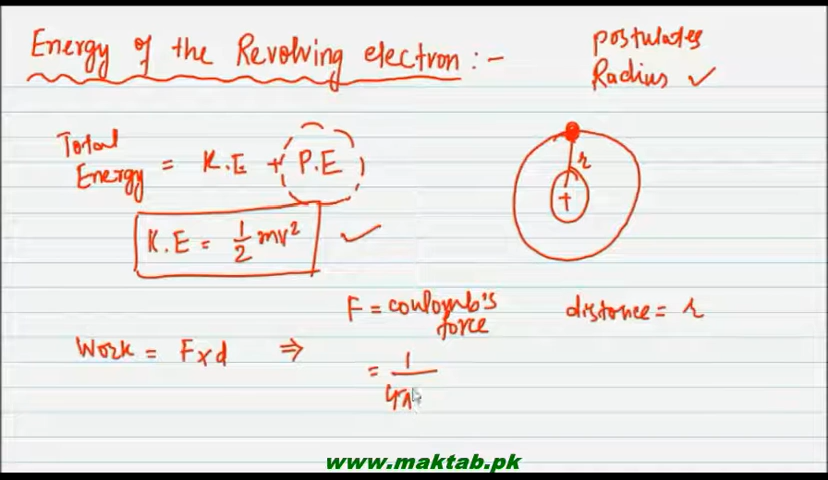 Energy of the Revolving electron :-
postulates
Radius ✓
Total
Energy = K.E + P.E
r
+
K.E = 1/2 mv² ✓
F = coulomb's
force
distance = r
Work = F x d ⇒
= 1/4π
www.maktab.pk